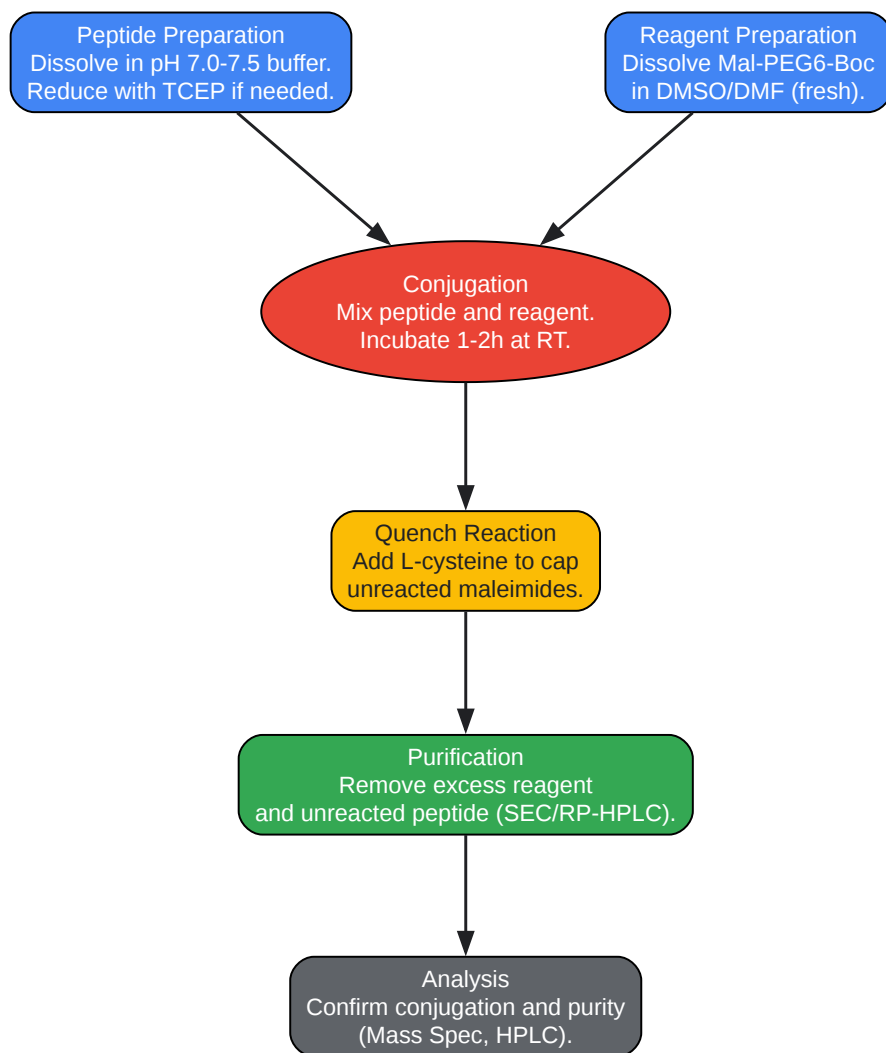 Peptide Preparation
Dissolve in pH 7.0-7.5 buffer.
Reduce with TCEP if needed.
Reagent Preparation
Dissolve Mal-PEG6-Boc
in DMSO/DMF (fresh).
Conjugation
Mix peptide and reagent.
Incubate 1-2h at RT.
Quench Reaction
Add L-cysteine to cap
unreacted maleimides.
Purification
Remove excess reagent
and unreacted peptide (SEC/RP-HPLC).
Analysis
Confirm conjugation and purity
(Mass Spec, HPLC).